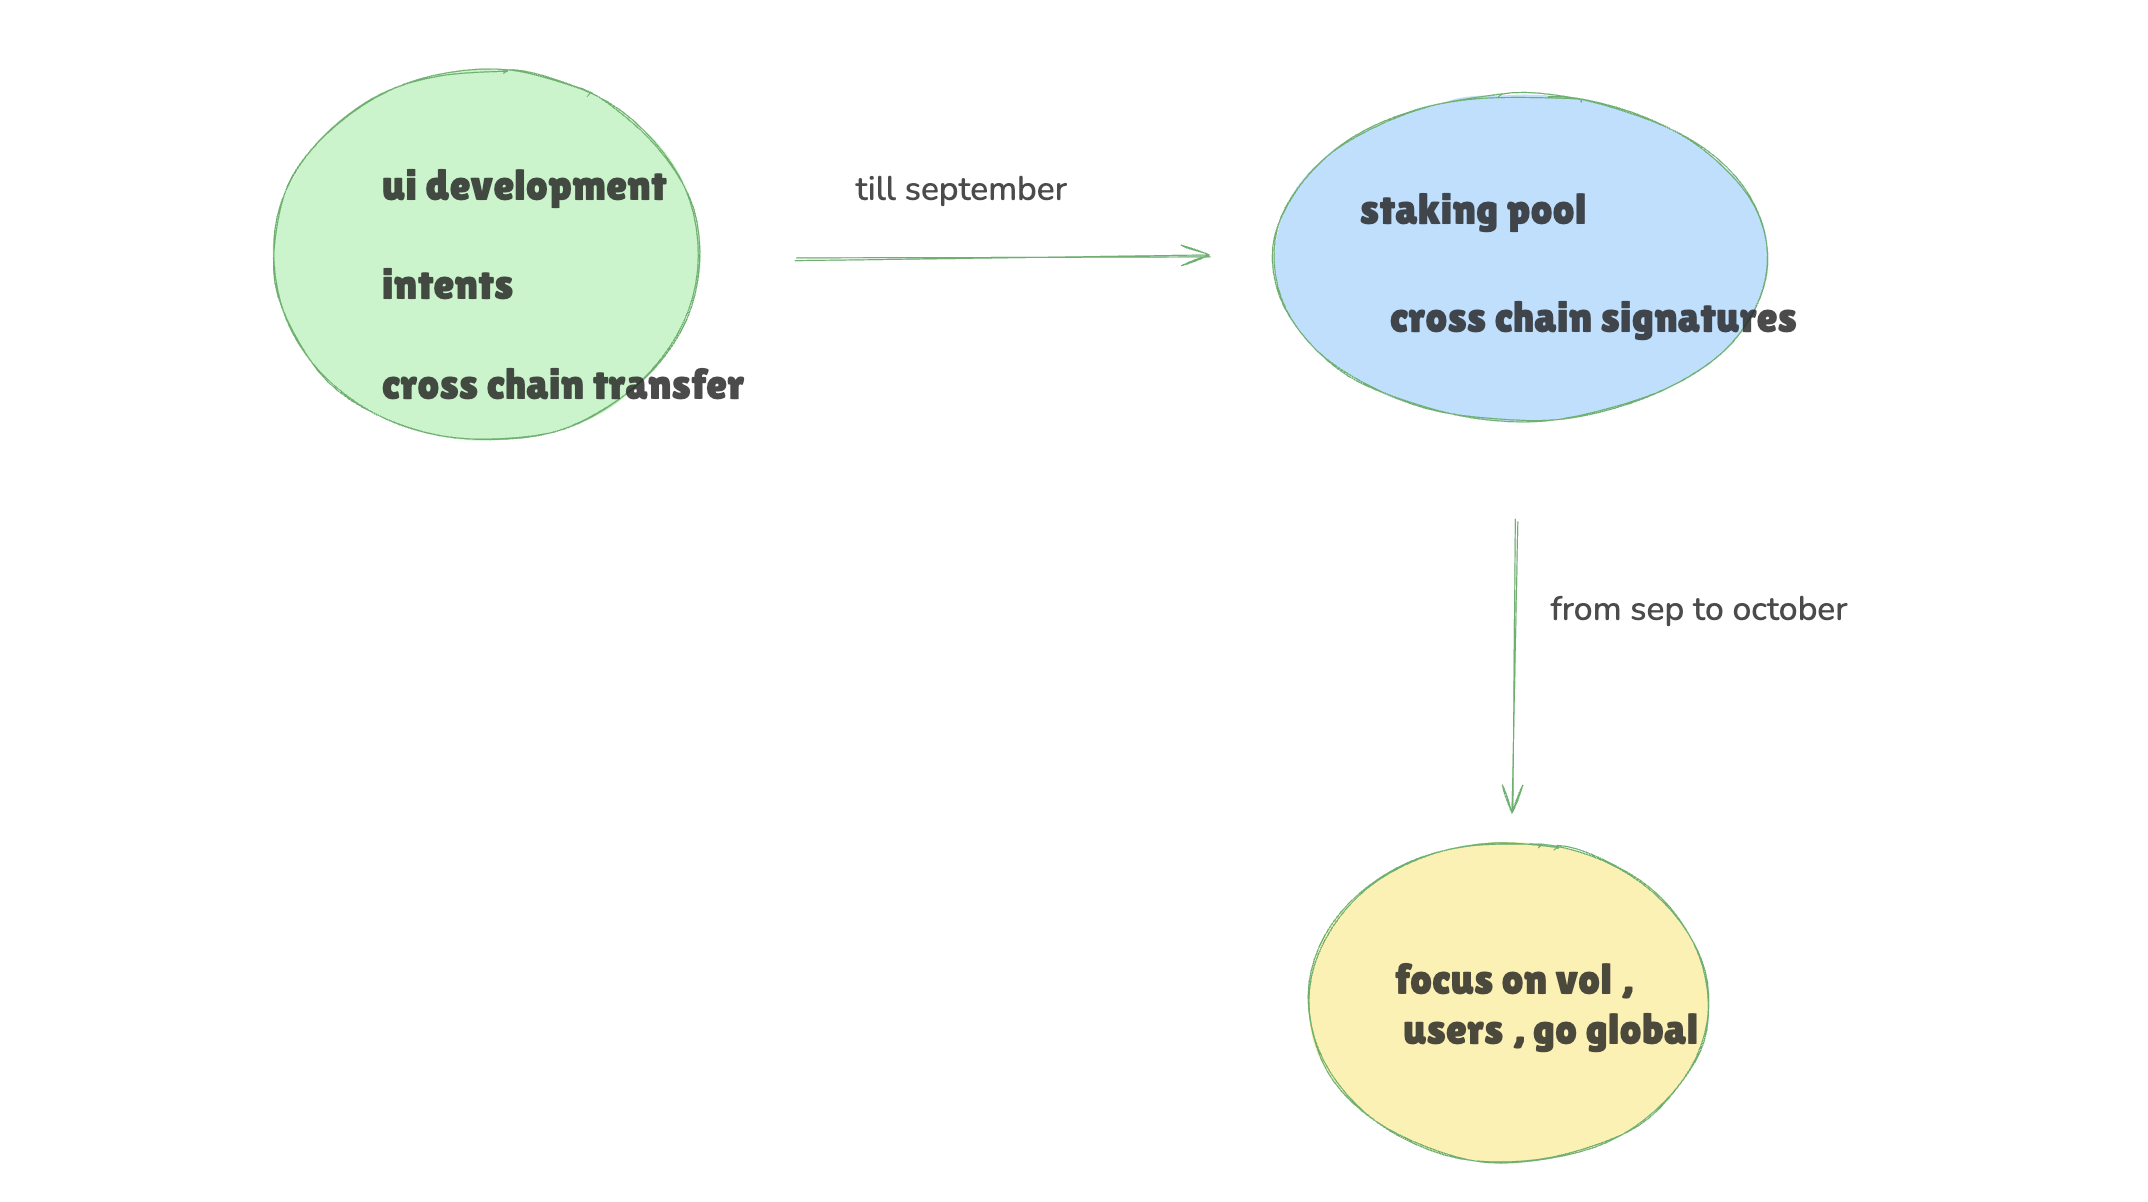 ui development
intents
cross chain transfer
till september
staking pool
cross chain signatures
from sep to october
focus on vol ,
users , go global